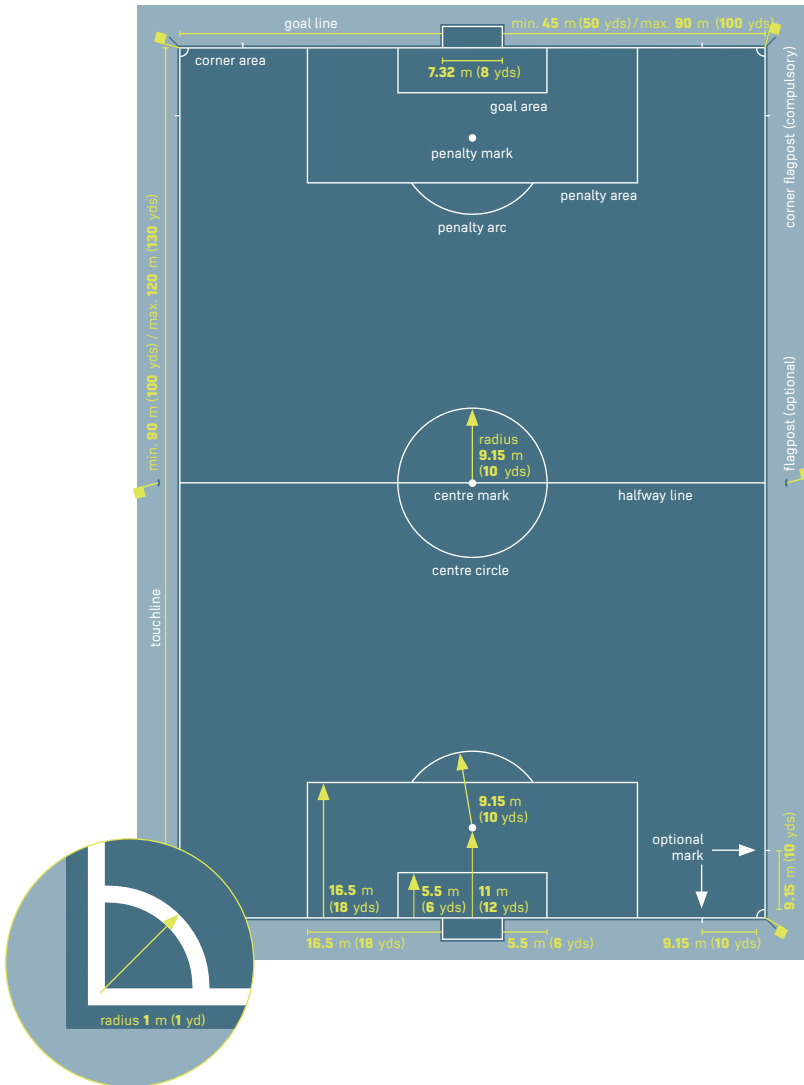 goal line
min. 45 m (50 yds) / max. 90 m (100 yds)
corner area
7.32 m (8 yds)
goal area
corner flagpost (compulsory)
penalty mark
penalty area
penalty arc
min. 90 m (100 yds) / max. 120 m (130 yds)
flagpost (optional)
radius
9.15 m
(10 yds)
centre mark
halfway line
centre circle
touchline
9.15 m
(10 yds)
optional
mark
9.15 m (10 yds)
16.5 m
(18 yds)
5.5 m
(6 yds)
11 m
(12 yds)
16.5 m (18 yds)
5.5 m (6 yds)
9.15 m (10 yds)
radius 1 m (1 yd)